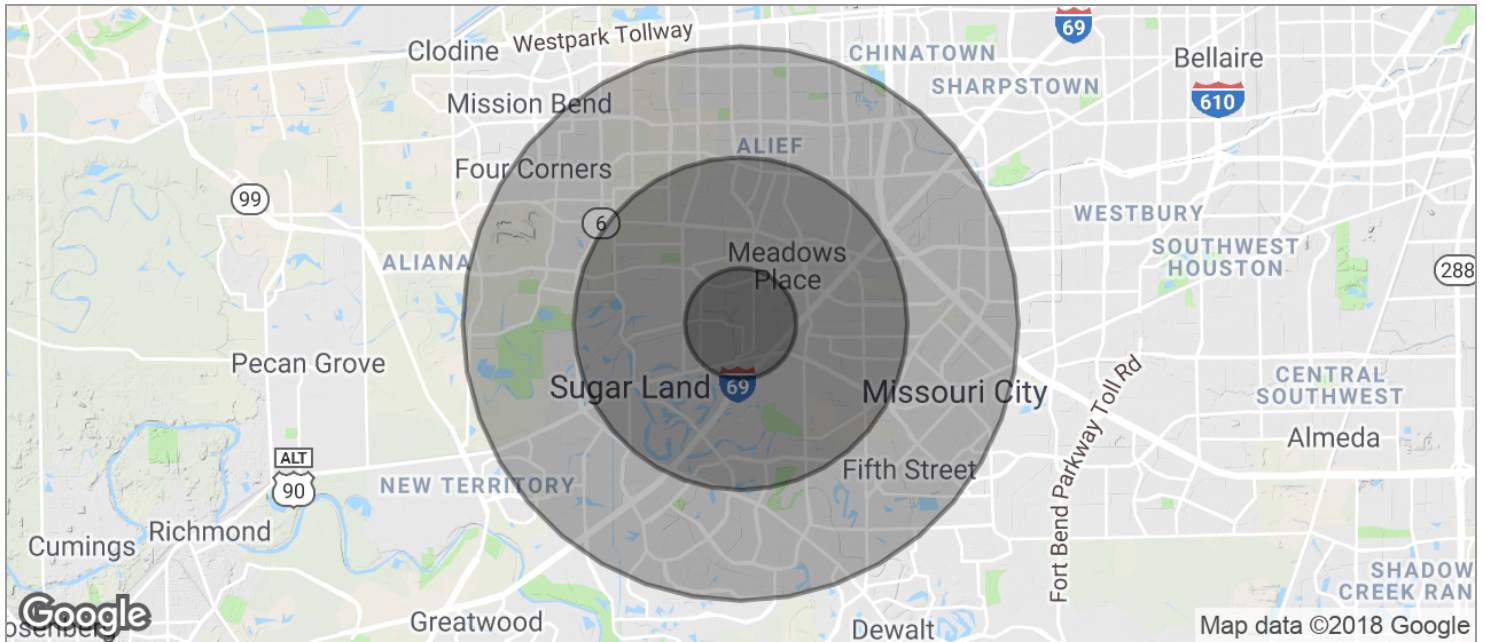 69
Clodine
Westpark Tollway
CHINATOWN
Bellaire
SHARPSTOWN
610
Mission Bend
ALIEF
Four Corners
99
6
WESTBURY
Meadows
Place
SOUTHWEST
HOUSTON
ALIANA
288
Pecan Grove
Sugar Land
69
Missouri City
Fort Bend Parkway Toll Rd
CENTRAL
SOUTHWEST
Almeda
ALT
90
NEW TERRITORY
Fifth Street
Richmond
Cumings
SHADOW
CREEK RAN
Google
Greatwood
Dewalt
Map data ©2018 Google